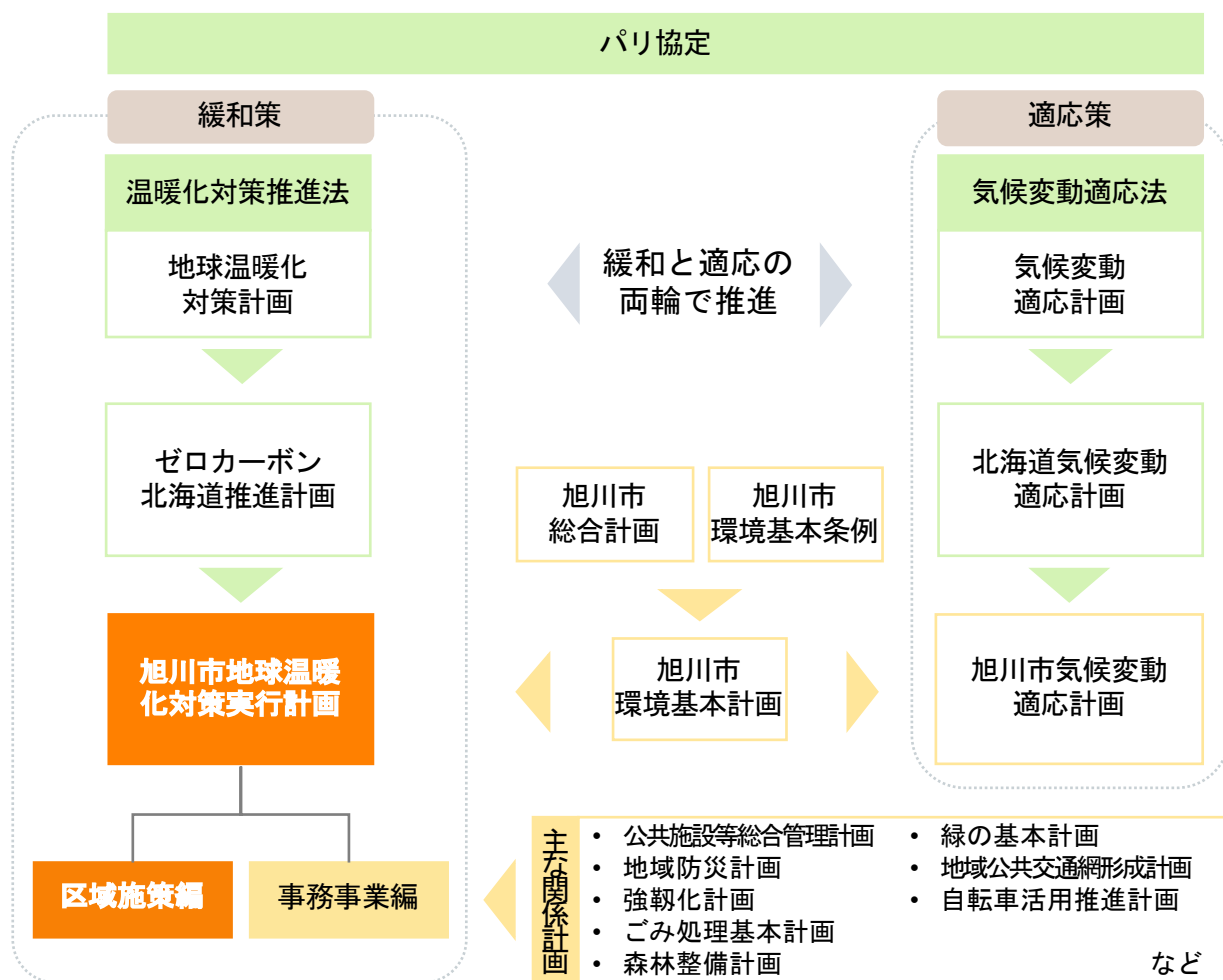 パリ協定
緩和策
適応策
温暖化対策推進法
地球温暖化
対策計画
緩和と適応の
両輪で推進
気候変動適応法
気候変動
適応計画
ゼロカーボン
北海道推進計画
旭川市
総合計画
旭川市
環境基本条例
北海道気候変動
適応計画
旭川市地球温暖
化対策実行計画
旭川市
環境基本計画
旭川市気候変動
適応計画
区域施策編
事務事業編
主な関係計画
• 公共施設等総合管理計画
• 地域防災計画
• 強靱化計画
• ごみ処理基本計画
• 森林整備計画
• 緑の基本計画
• 地域公共交通網形成計画
• 自転車活用推進計画
など